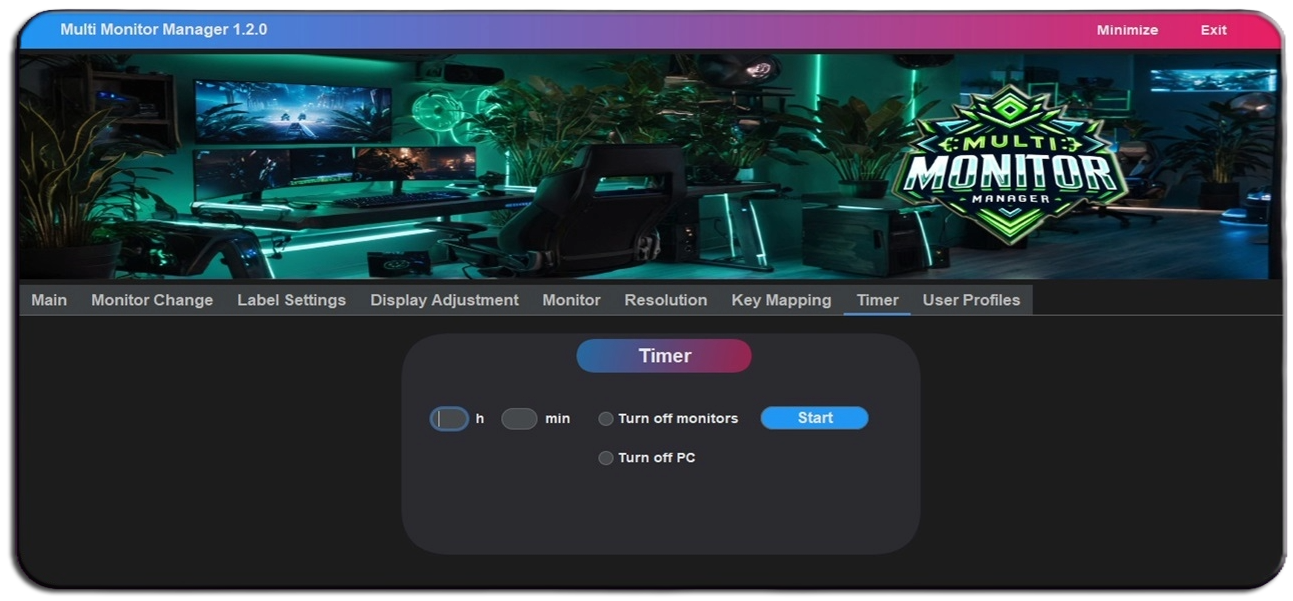 Multi Monitor Manager 1.2.0 Minimize Exit
MULTI
MONITOR
MANAGER
Main Monitor Change Label Settings Display Adjustment Monitor Resolution Key Mapping Timer User Profiles
Timer
h min Turn off monitors Start
Turn off PC